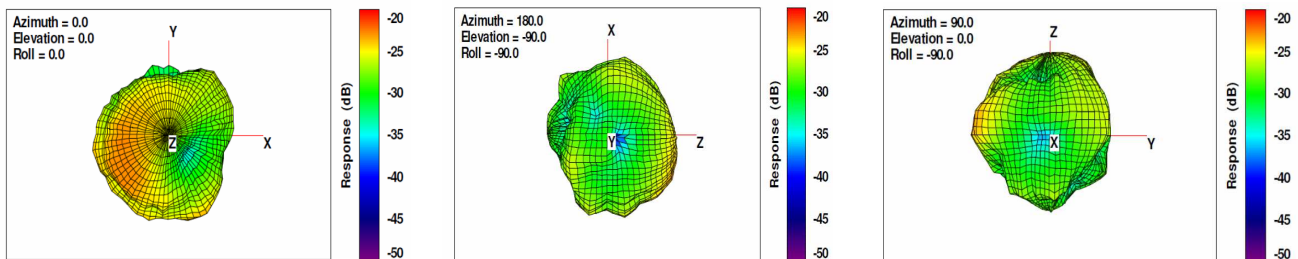 Azimuth = 0.0
Elevation = 0.0
Roll = 0.0
Y
Z
X
-20
-25
-30
-35
-40
-45
-50
Response (dB)
Azimuth = 180.0
Elevation = -90.0
Roll = -90.0
X
Y
Z
-20
-25
-30
-35
-40
-45
-50
Response (dB)
Azimuth = 90.0
Elevation = 0.0
Roll = -90.0
Z
X
Y
-20
-25
-30
-35
-40
-45
-50
Response (dB)